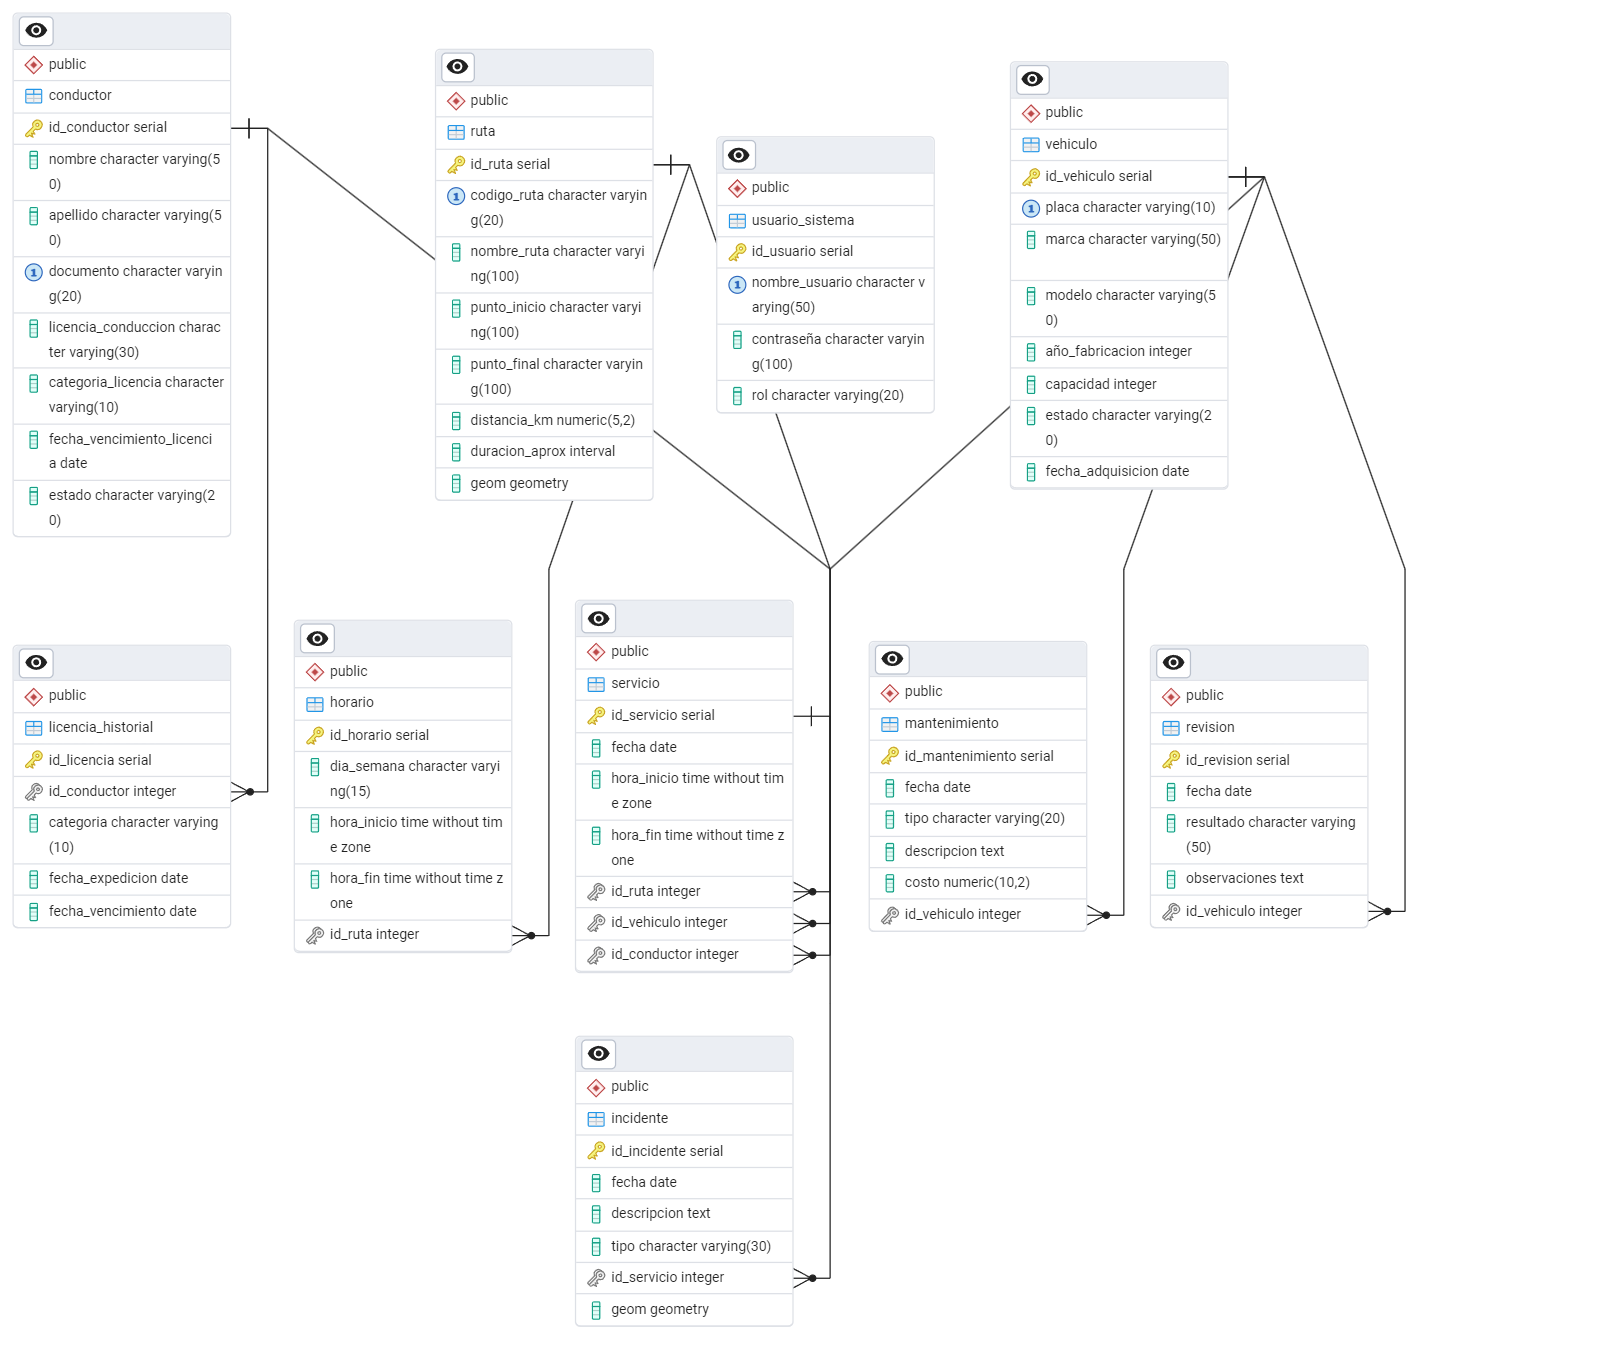 public
conductor
id_conductor serial
nombre character varying(5
0)
apellido character varying(5
0)
documento character varyin
g(20)
licencia_conduccion charac
ter varying(30)
categoria_licencia character
varying(10)
fecha_vencimiento_licenci
a date
estado character varying(2
0)
public
ruta
id_ruta serial
codigo_ruta character varyin
g(20)
nombre_ruta character varyi
ng(100)
punto_inicio character varyi
ng(100)
punto_final character varyin
g(100)
distancia_km numeric(5,2)
duracion_aprox interval
geom geometry
public
usuario_sistema
id_usuario serial
nombre_usuario character v
arying(50)
contraseña character varyin
g(100)
rol character varying(20)
public
vehiculo
id_vehiculo serial
placa character varying(10)
marca character varying(50)
modelo character varying(5
0)
año_fabricacion integer
capacidad integer
estado character varying(2
0)
fecha_adquisicion date
public
licencia_historial
id_licencia serial
id_conductor integer
categoria character varying
(10)
fecha_expedicion date
fecha_vencimiento date
public
horario
id_horario serial
dia_semana character varyi
ng(15)
hora_inicio time without tim
e zone
hora_fin time without time z
one
id_ruta integer
public
servicio
id_servicio serial
fecha date
hora_inicio time without tim
e zone
hora_fin time without time z
one
id_ruta integer
id_vehiculo integer
id_conductor integer
public
mantenimiento
id_mantenimiento serial
fecha date
tipo character varying(20)
descripcion text
costo numeric(10,2)
id_vehiculo integer
public
revision
id_revision serial
fecha date
resultado character varying
(50)
observaciones text
id_vehiculo integer
public
incidente
id_incidente serial
fecha date
descripcion text
tipo character varying(30)
id_servicio integer
geom geometry